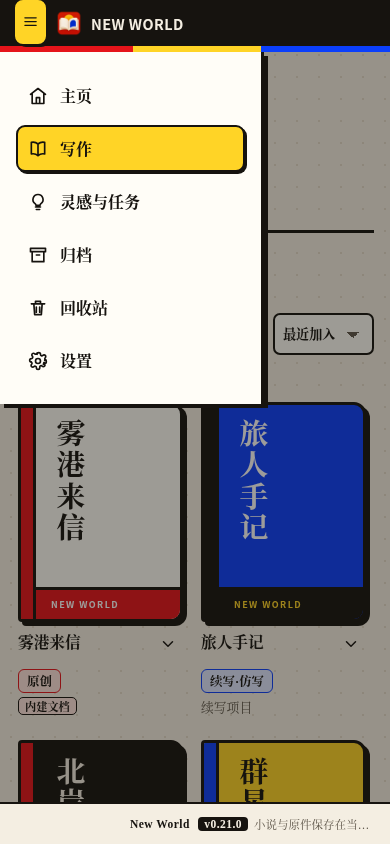 NEW WORLD
主页
写作
灵感与任务
归档
回收站
设置
最近加入
雾港来信
NEW WORLD
旅人手记
NEW WORLD
雾港来信
旅人手记
原创
内建文档
续写·仿写
续写项目
北
群
New World v0.21.0 小说与原件保存在当…